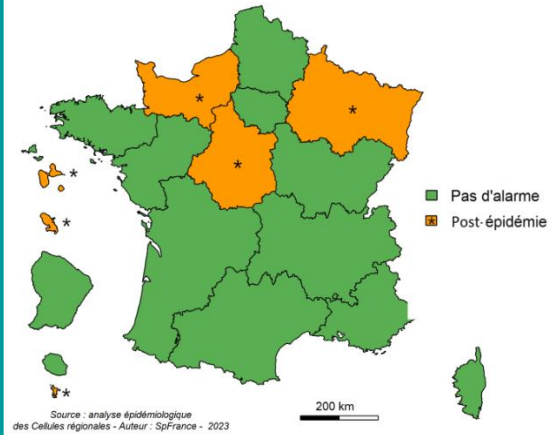 Pas d'alarme
* Post-épidémie
*
*
*
*
*
*
200 km
Source : analyse épidémiologique
des Cellules régionales - Auteur : SpFrance - 2023